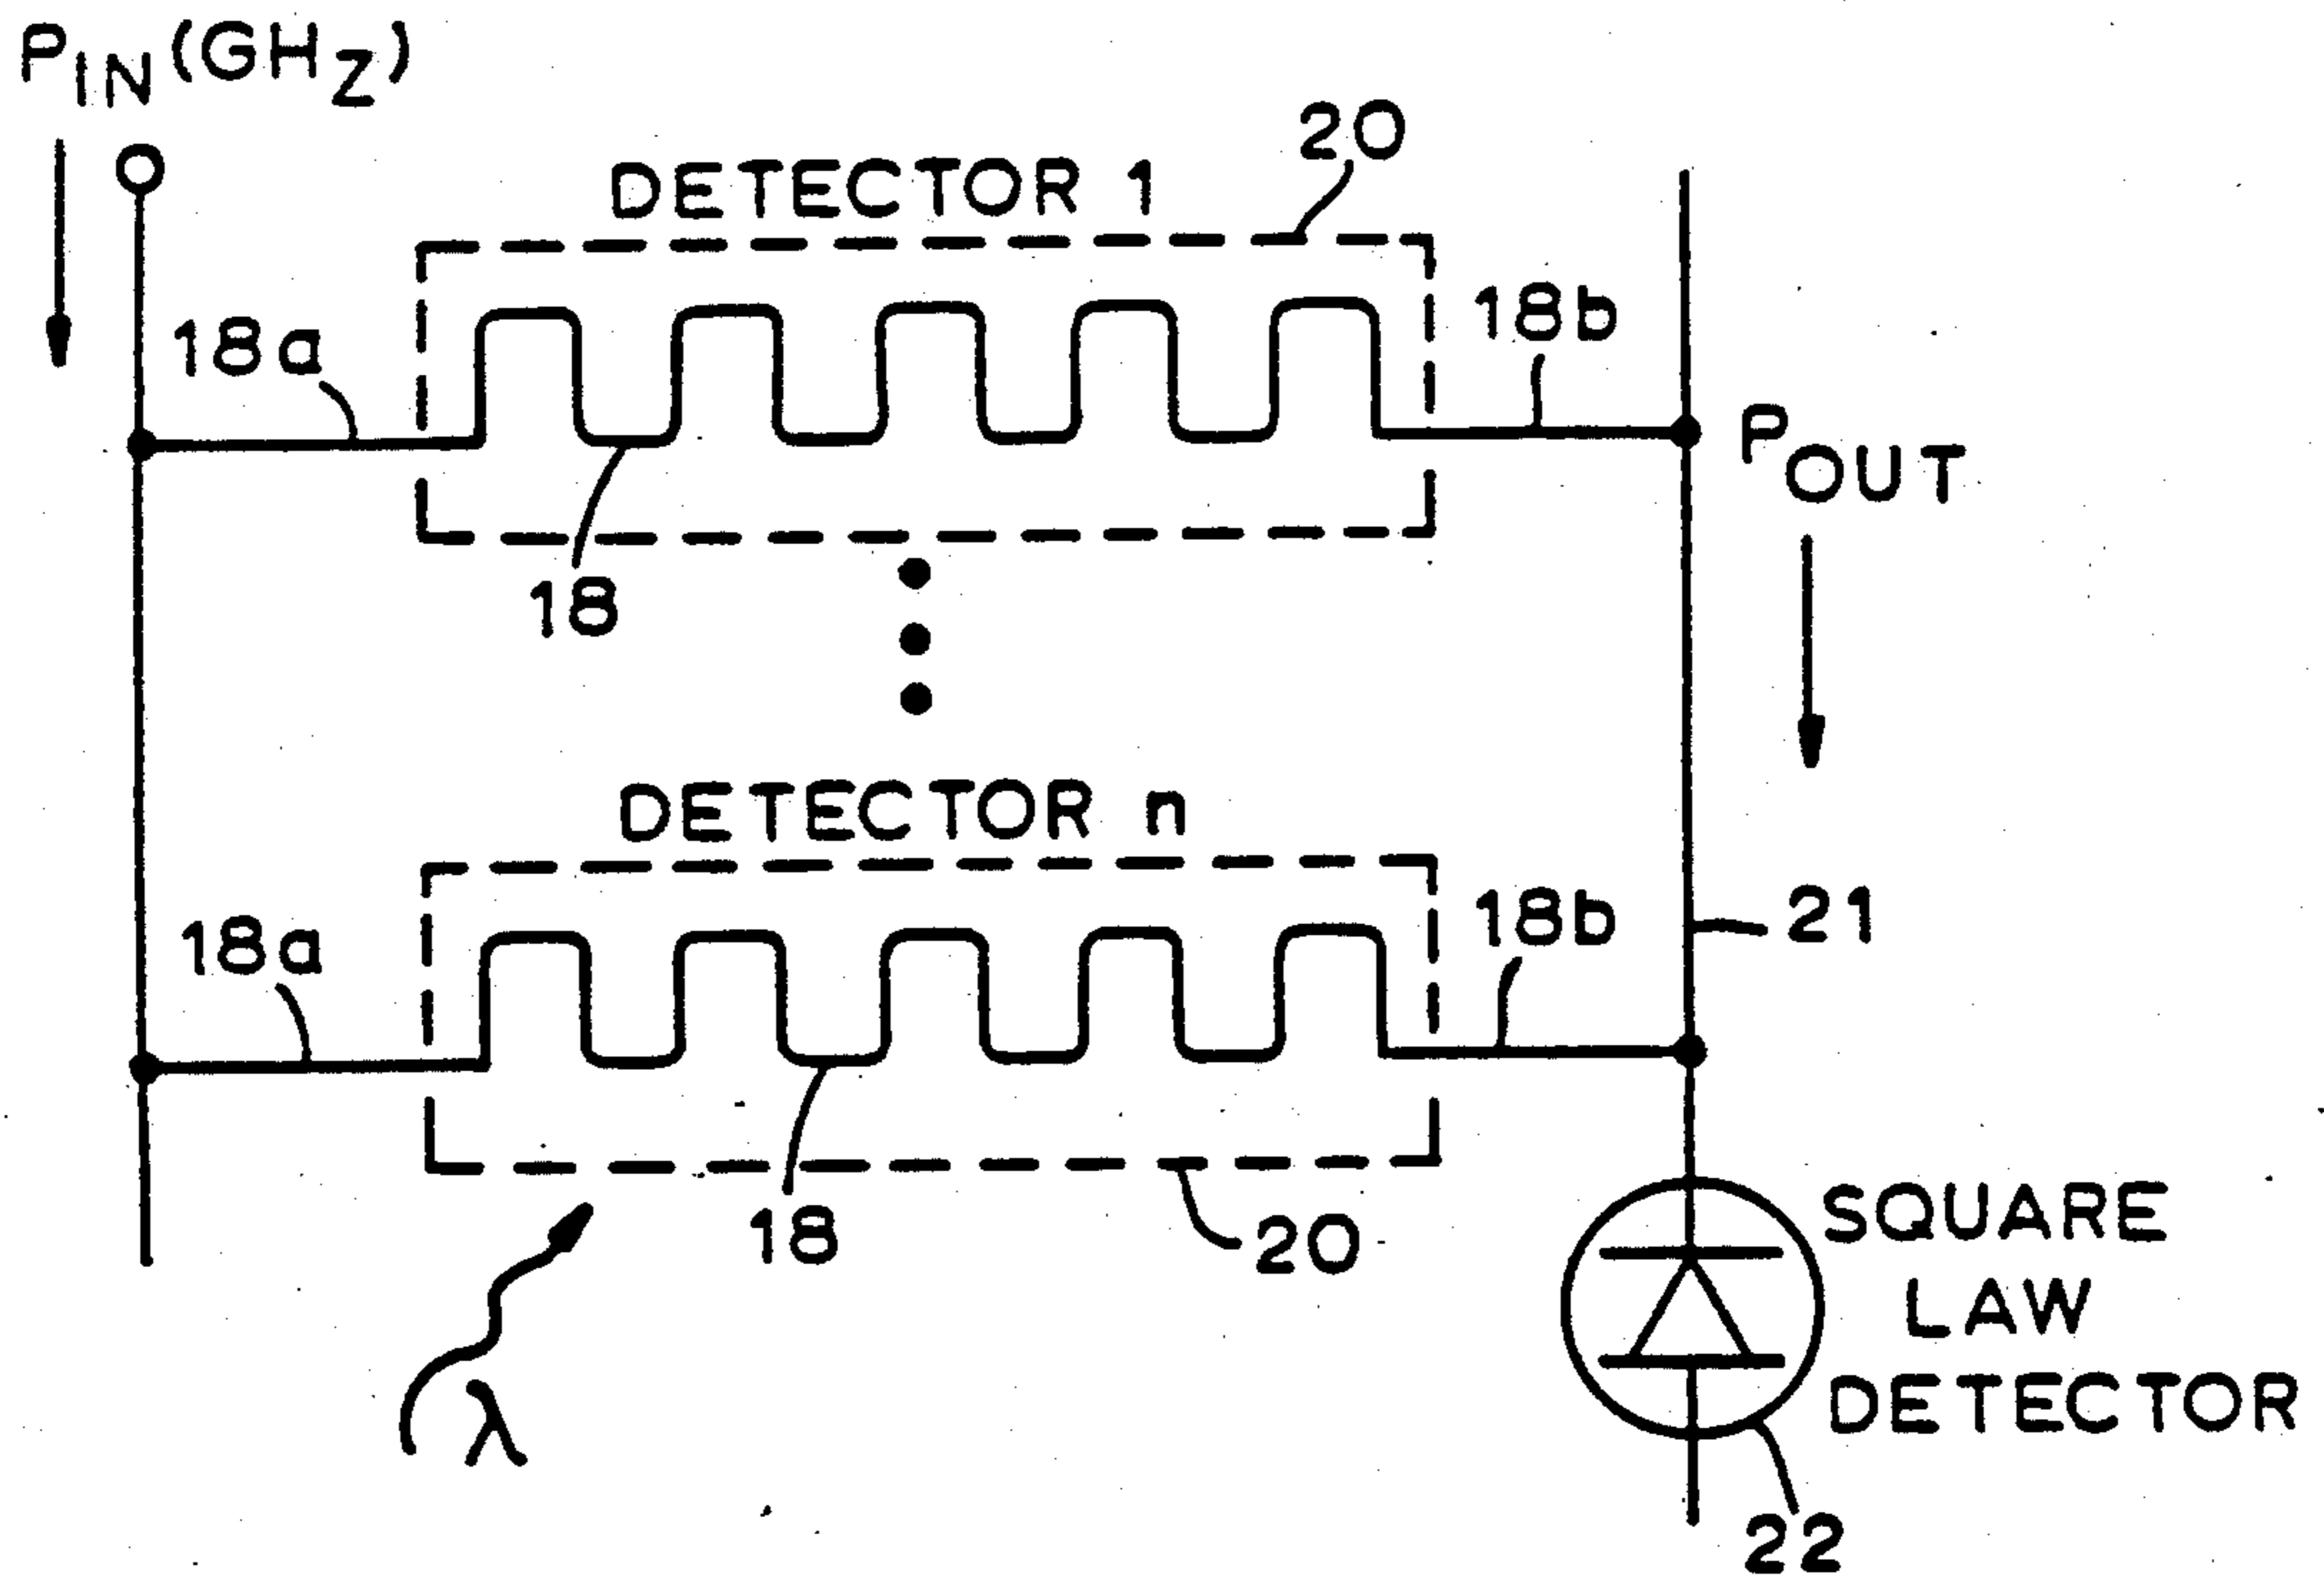 PIN(GHZ)
20
DETECTOR 1
18a
18b
POUT
18
DETECTOR n
18a
18b
21
18
20
λ
SQUARE
LAW
DETECTOR
22